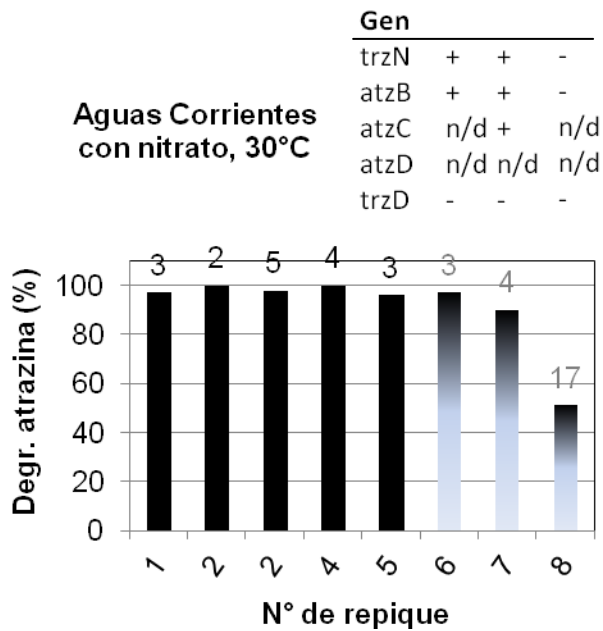 Gen
trzN + + -
atzB + + -
atzC n/d + n/d
atzD n/d n/d n/d
trzD - - -
Aguas Corrientes
con nitrato, 30°C
3 2 5 4 3 3 4 17
Degr. atrazina (%)
100
80
60
40
20
0
1 2 2 4 5 6 7 8
N° de repique